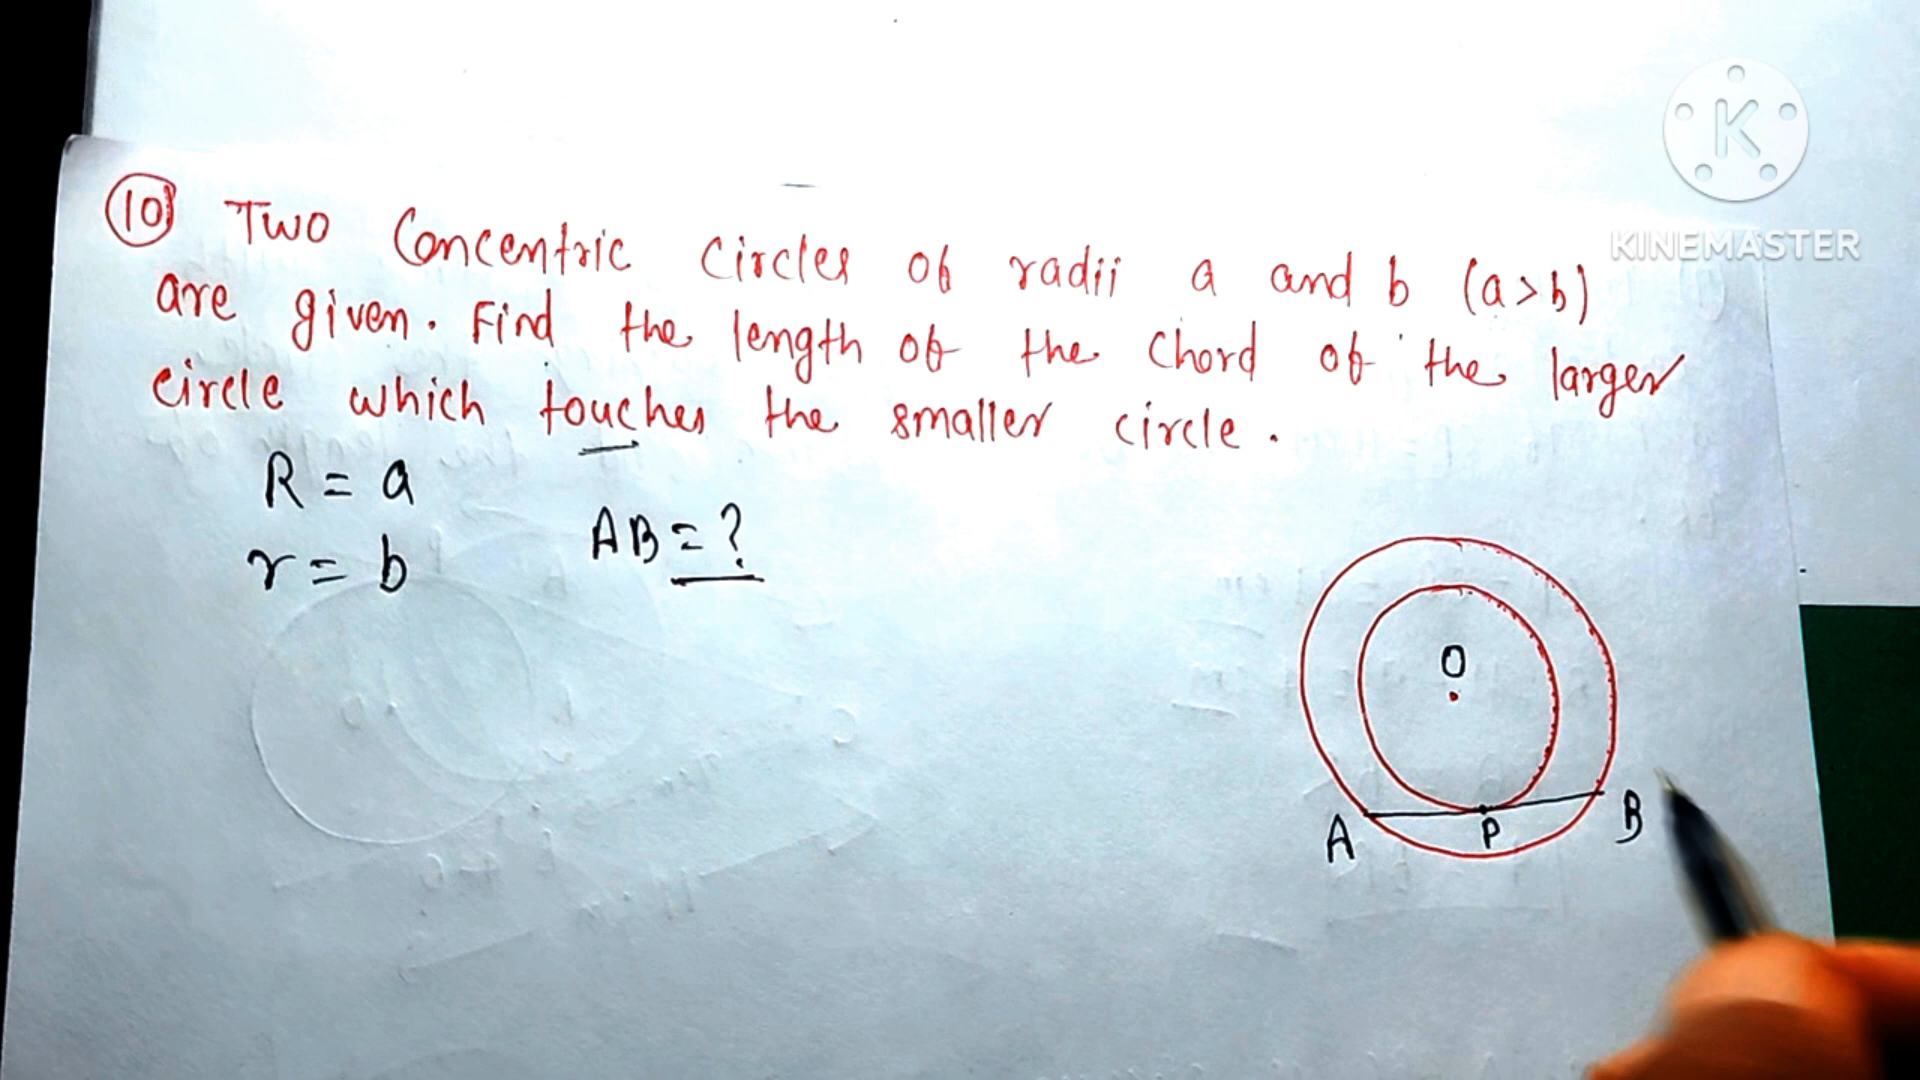 K
KINEMASTER
10 Two Concentric circles of radii a and b (a>b)
are given. Find the length of the chord of the larger
circle which touches the smaller circle.
R = a
r = b
AB = ?
O
A
P
B